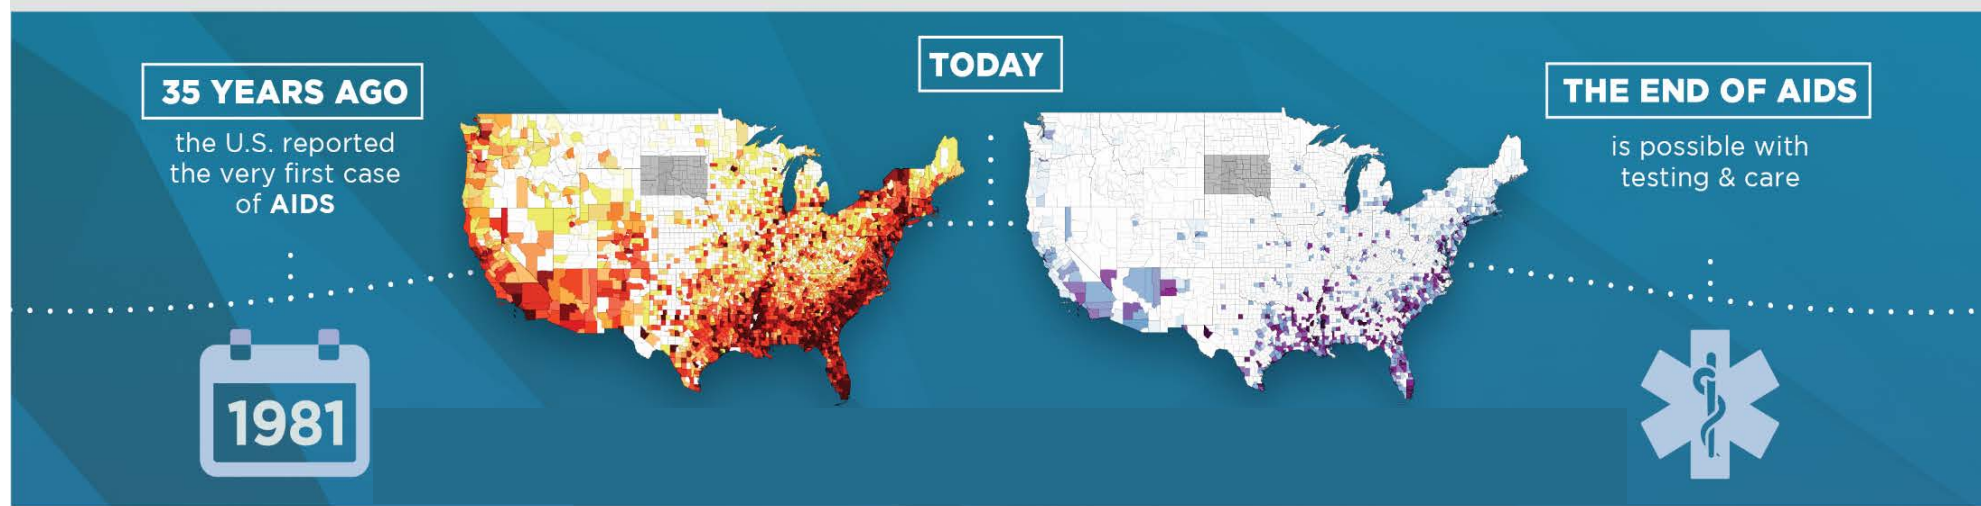 35 YEARS AGO
the U.S. reported
the very first case
of AIDS
1981
TODAY
THE END OF AIDS
is possible with
testing & care